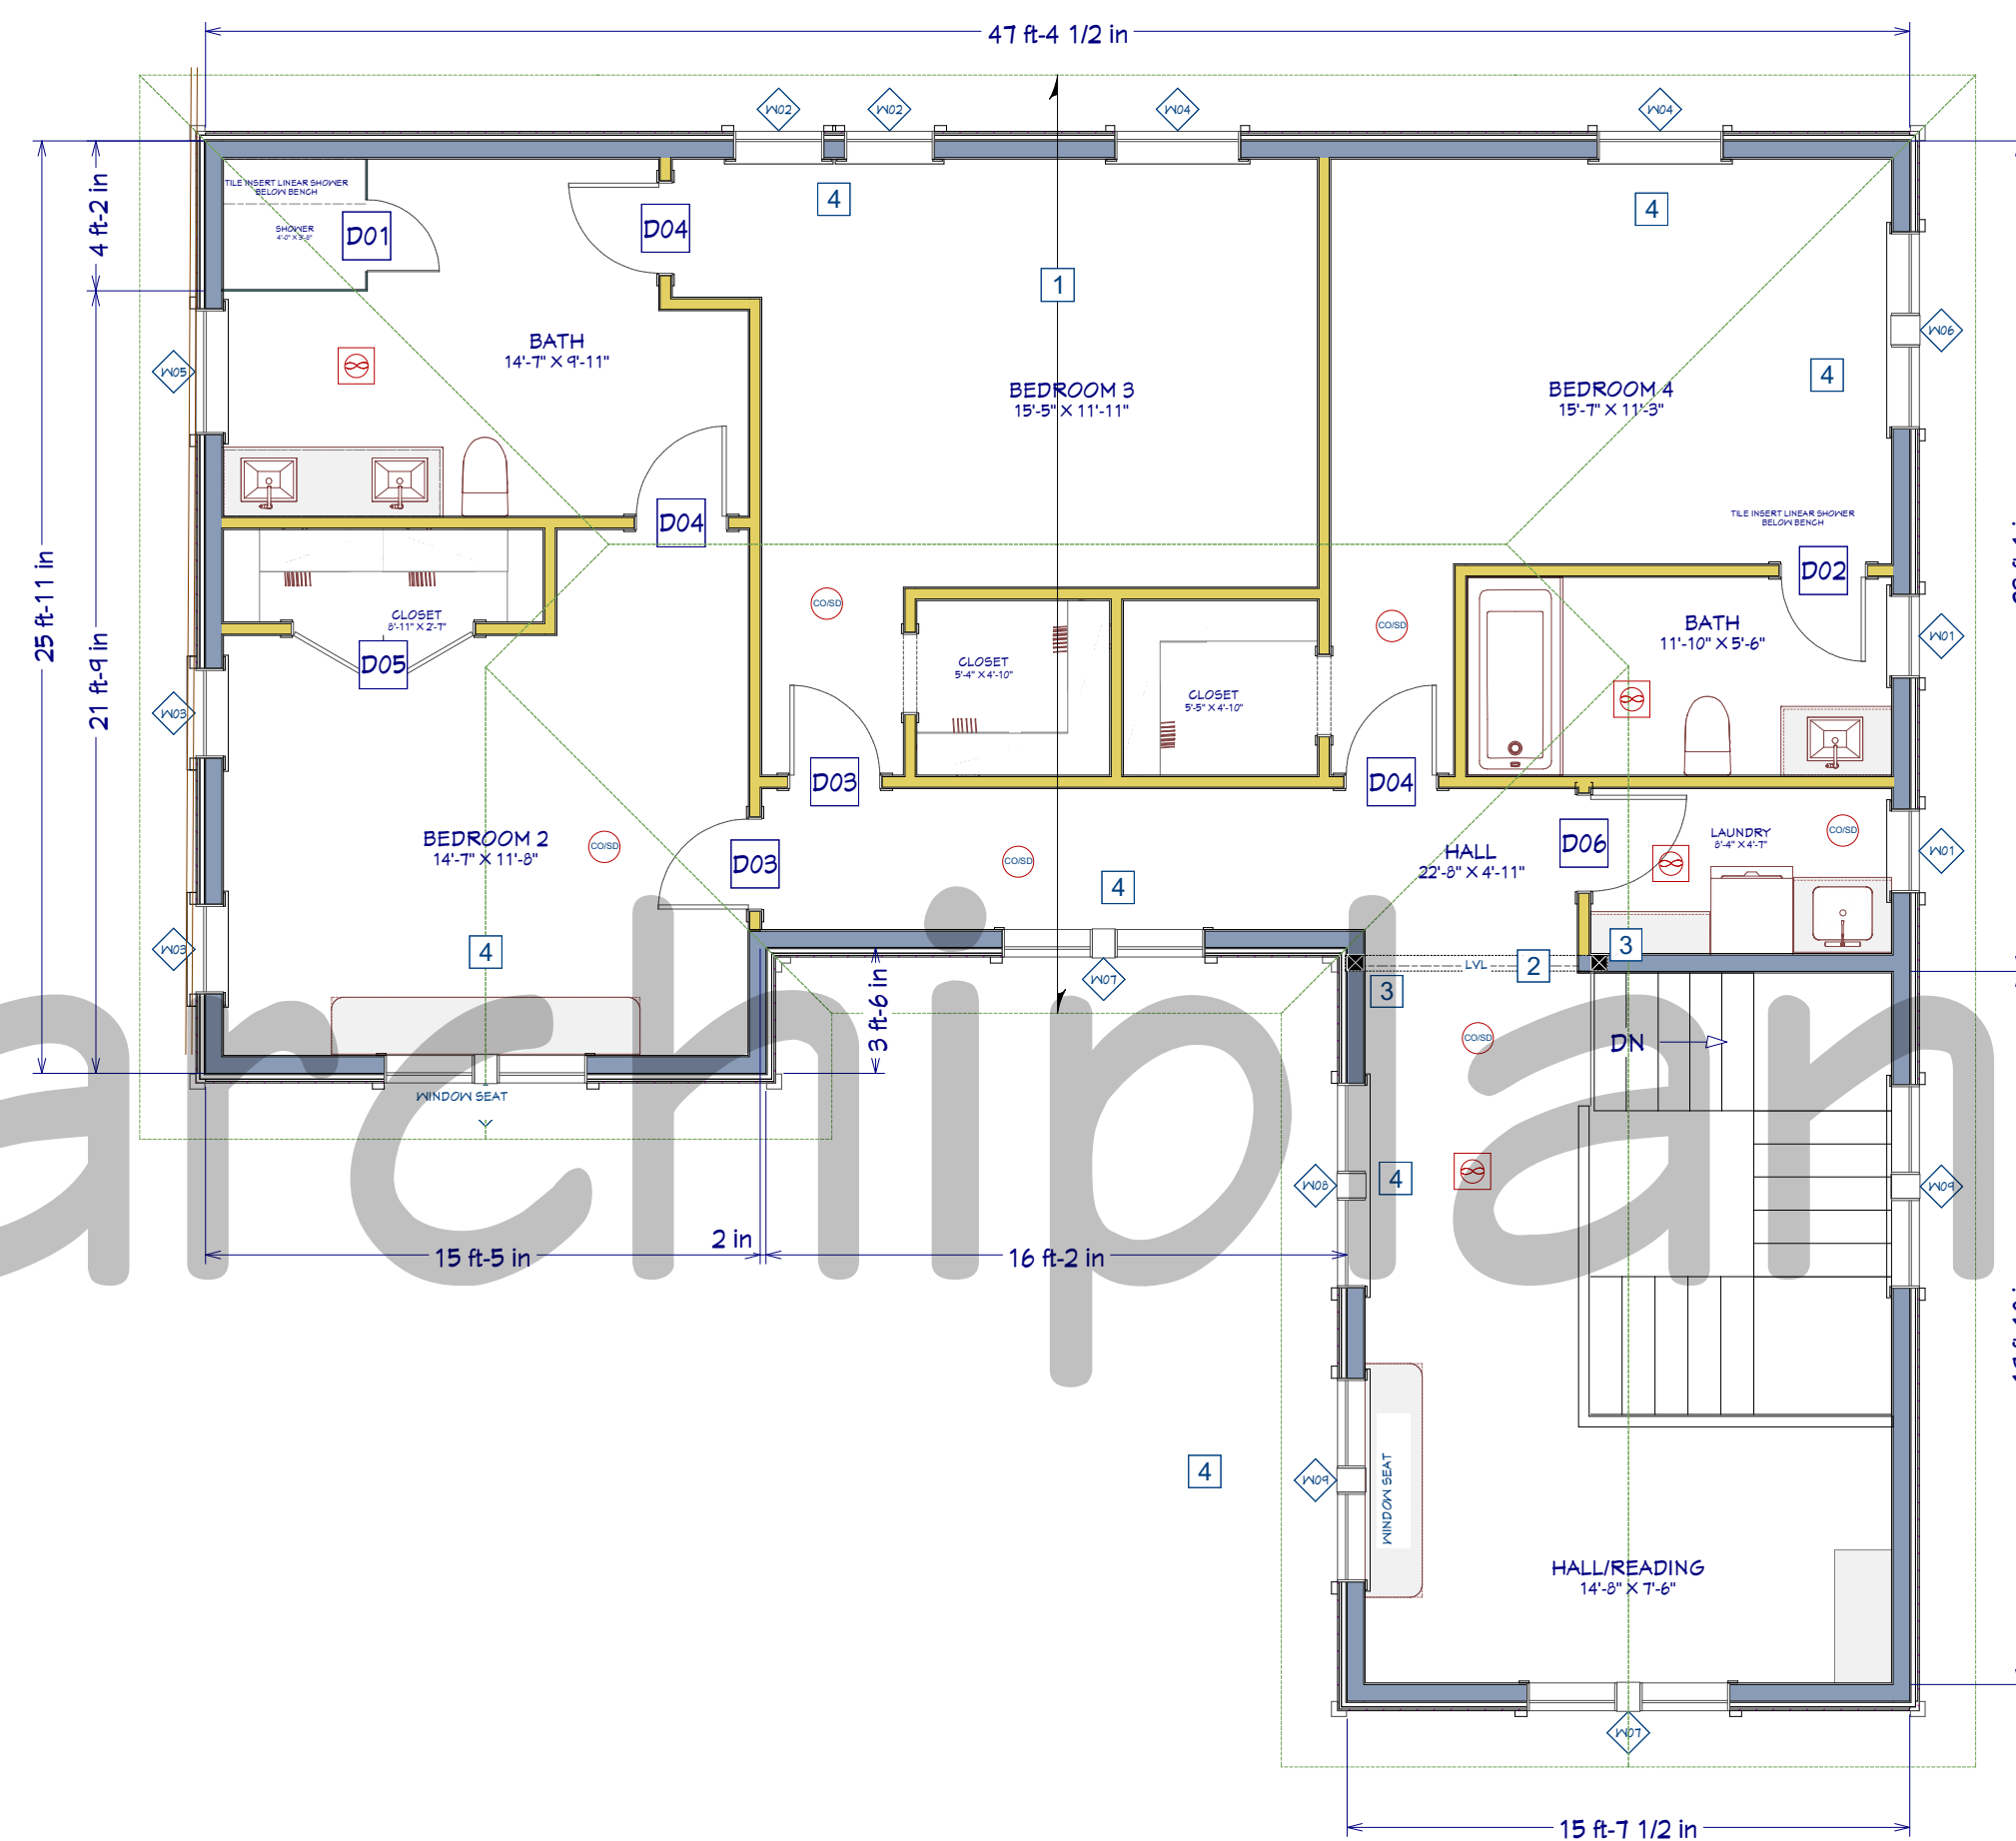 47 ft-4 1/2 in
W02
W02
W04
W04
4 ft-2 in
25 ft-11 in
21 ft-9 in
TILE INSERT LINEAR SHOWER
BELOW BENCH
SHOWER
D01
D04
4
4
1
W05
BATH
14'-7" X 9'-11"
BEDROOM 3
15'-5" X 11'-11"
BEDROOM 4
15'-7" X 11'-3"
4
W06
D04
TILE INSERT LINEAR SHOWER
BELOW BENCH
D02
CLOSET
8'-11" X 2'-7"
D05
CO/SD
CO/SD
BATH
11'-10" X 5'-6"
W01
CLOSET
5'-4" X 4'-10"
CLOSET
5'-5" X 4'-10"
W03
D03
D04
BEDROOM 2
14'-7" X 11'-8"
CO/SD
D03
CO/SD
4
HALL
22'-8" X 4'-11"
D06
LAUNDRY
8'-4" X 4'-7"
CO/SD
W01
W03
4
3 ft-6 in
W07
LVL
2
3
3
CO/SD
DN
WINDOW SEAT
archiplan
W08
4
W09
15 ft-5 in
2 in
16 ft-2 in
4
W09
WINDOW SEAT
HALL/READING
14'-8" X 7'-6"
W07
15 ft-7 1/2 in